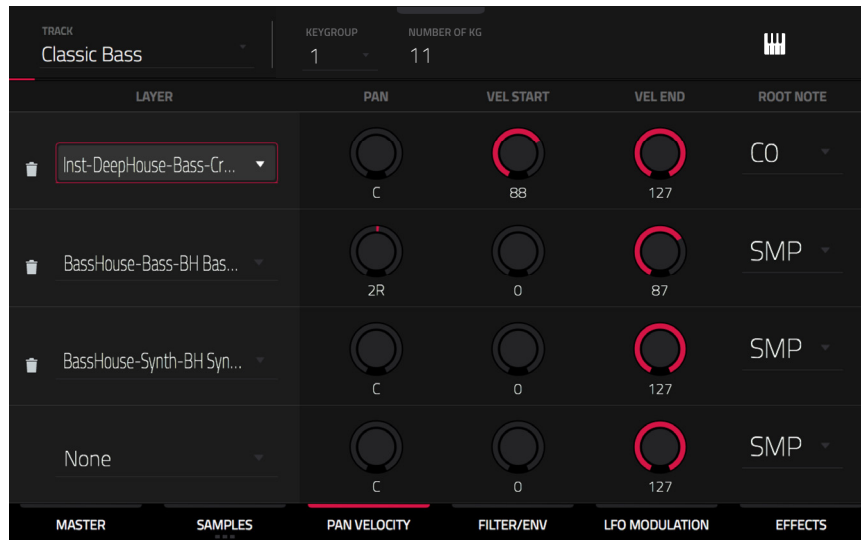 TRACK
Classic Bass
KEYGROUP
1
NUMBER OF KG
11
LAYER PAN VEL START VEL END ROOT NOTE
Inst-DeepHouse-Bass-Cr... C 88 127 C0
BassHouse-Bass-BH Bas... 2R 0 87 SMP
BassHouse-Synth-BH Syn... C 0 127 SMP
None C 0 127 SMP
MASTER SAMPLES PAN VELOCITY FILTER/ENV LFO MODULATION EFFECTS